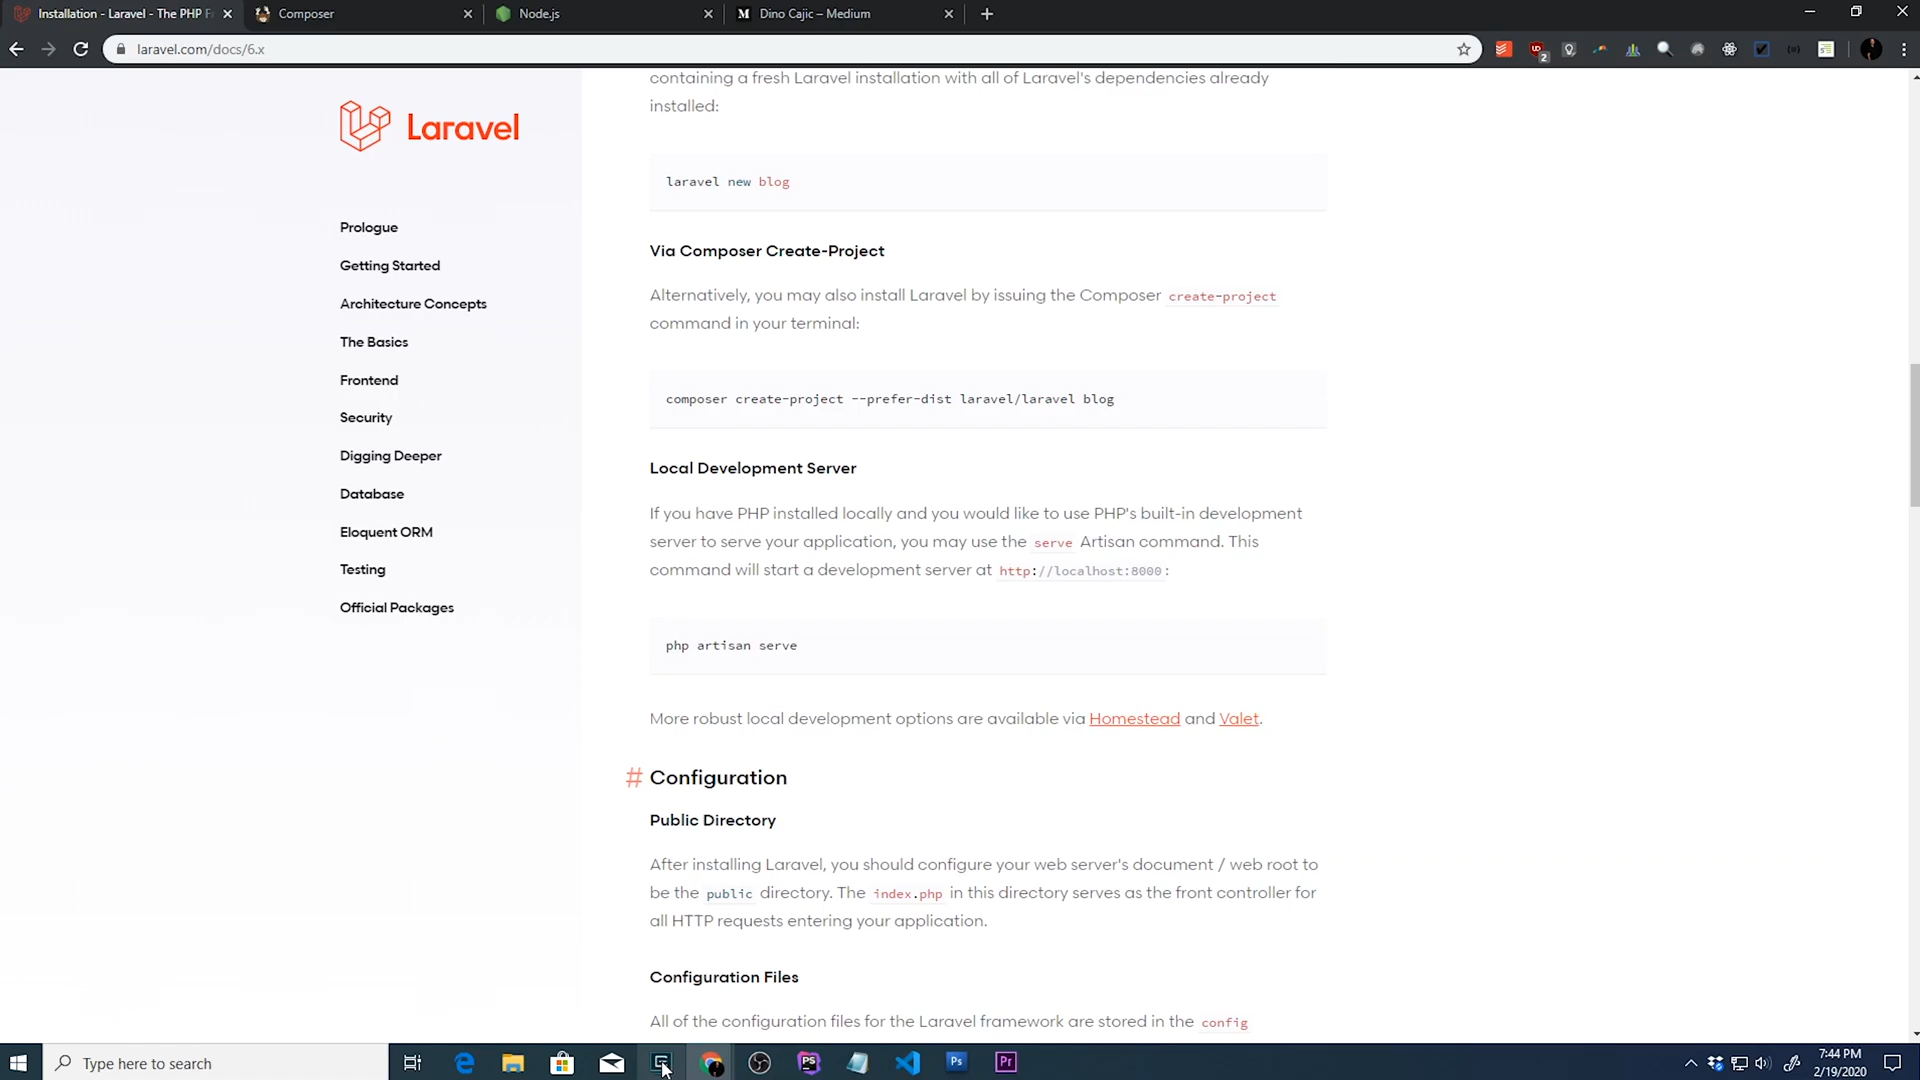 Installation - Laravel - The PHP F
Composer
Node.js
Dino Cajic – Medium
laravel.com/docs/6.x
2
Laravel
Prologue
Getting Started
Architecture Concepts
The Basics
Frontend
Security
Digging Deeper
Database
Eloquent ORM
Testing
Official Packages
containing a fresh Laravel installation with all of Laravel's dependencies already
installed:
laravel new blog
Via Composer Create-Project
Alternatively, you may also install Laravel by issuing the Composer create-project
command in your terminal:
composer create-project --prefer-dist laravel/laravel blog
Local Development Server
If you have PHP installed locally and you would like to use PHP's built-in development
server to serve your application, you may use the serve Artisan command. This
command will start a development server at http://localhost:8000:
php artisan serve
More robust local development options are available via Homestead and Valet.
# Configuration
Public Directory
After installing Laravel, you should configure your web server's document / web root to
be the public directory. The index.php in this directory serves as the front controller for
all HTTP requests entering your application.
Configuration Files
All of the configuration files for the Laravel framework are stored in the config
Type here to search
PS
Ps
Pr
7:44 PM
2/19/2020